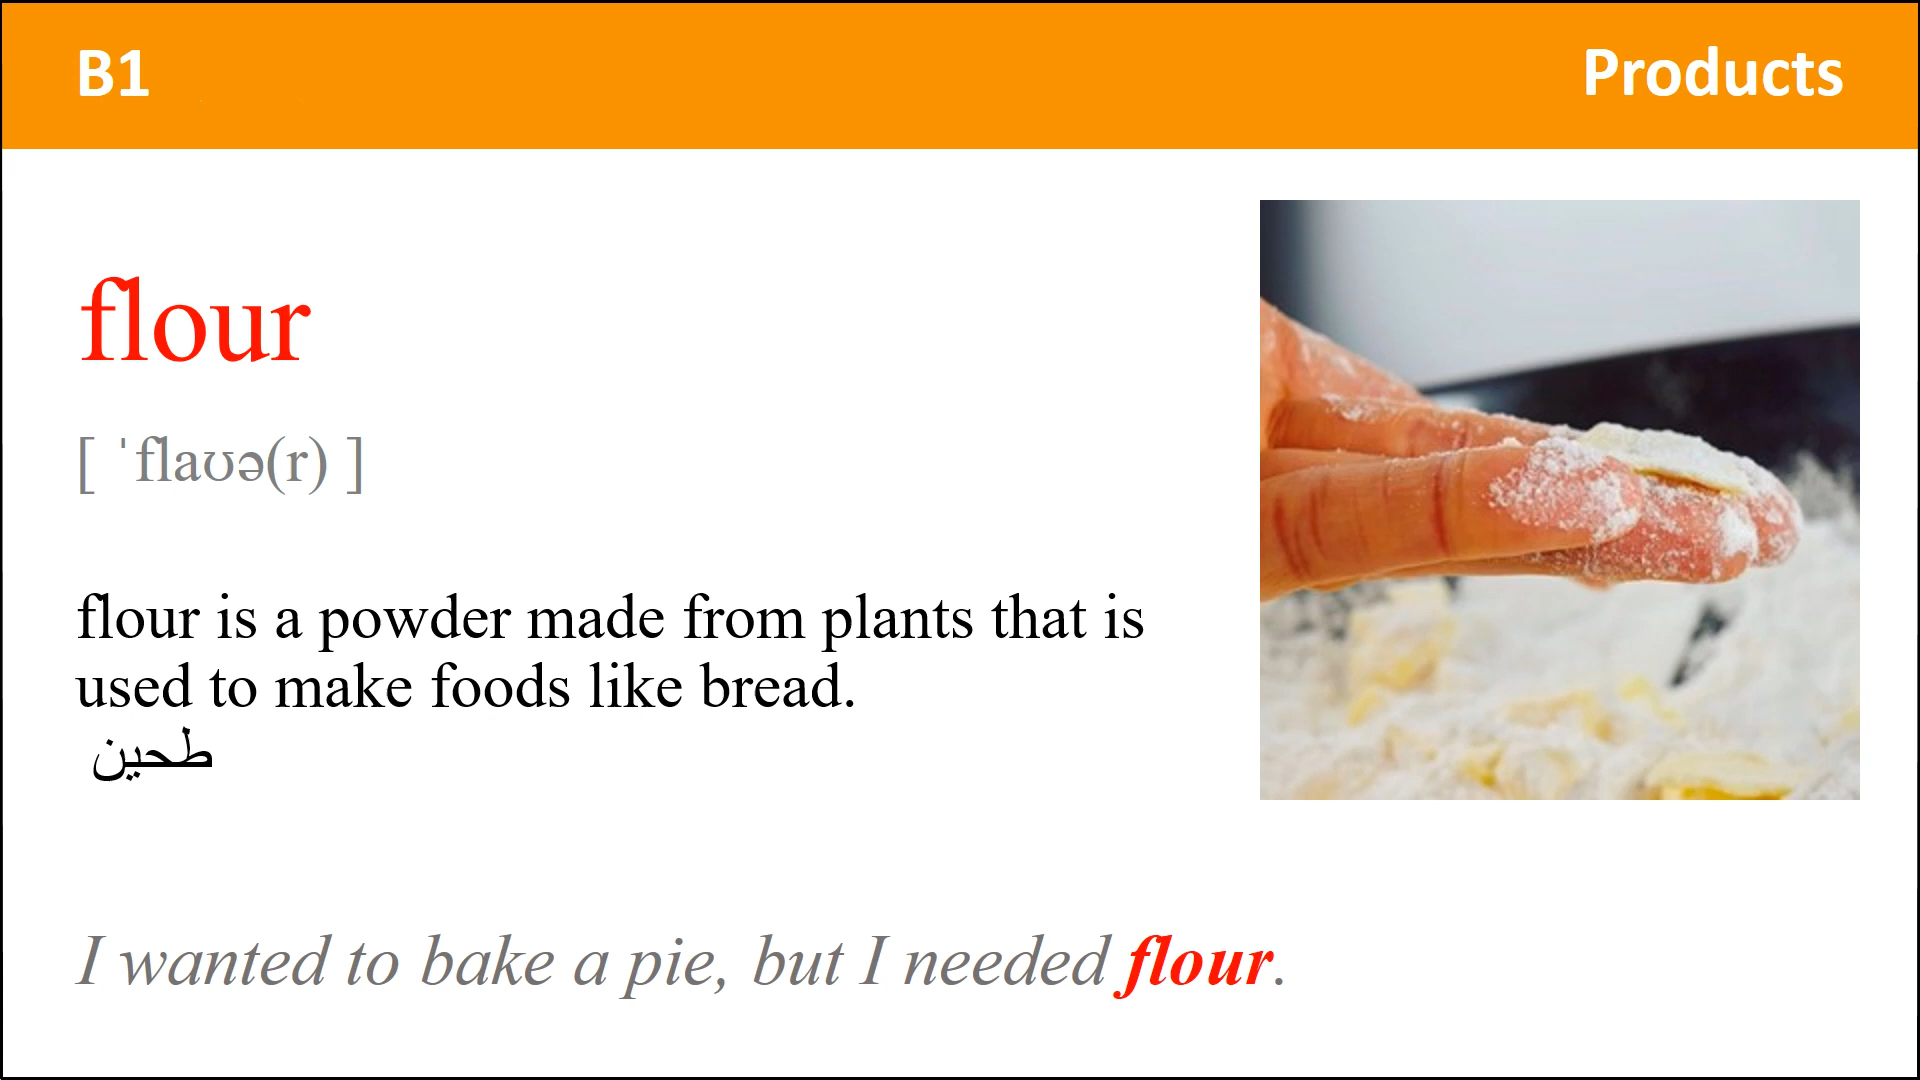 B1
Products
flour
[ ˈflaʊə(r) ]
flour is a powder made from plants that is
used to make foods like bread.
طحين
I wanted to bake a pie, but I needed flour.